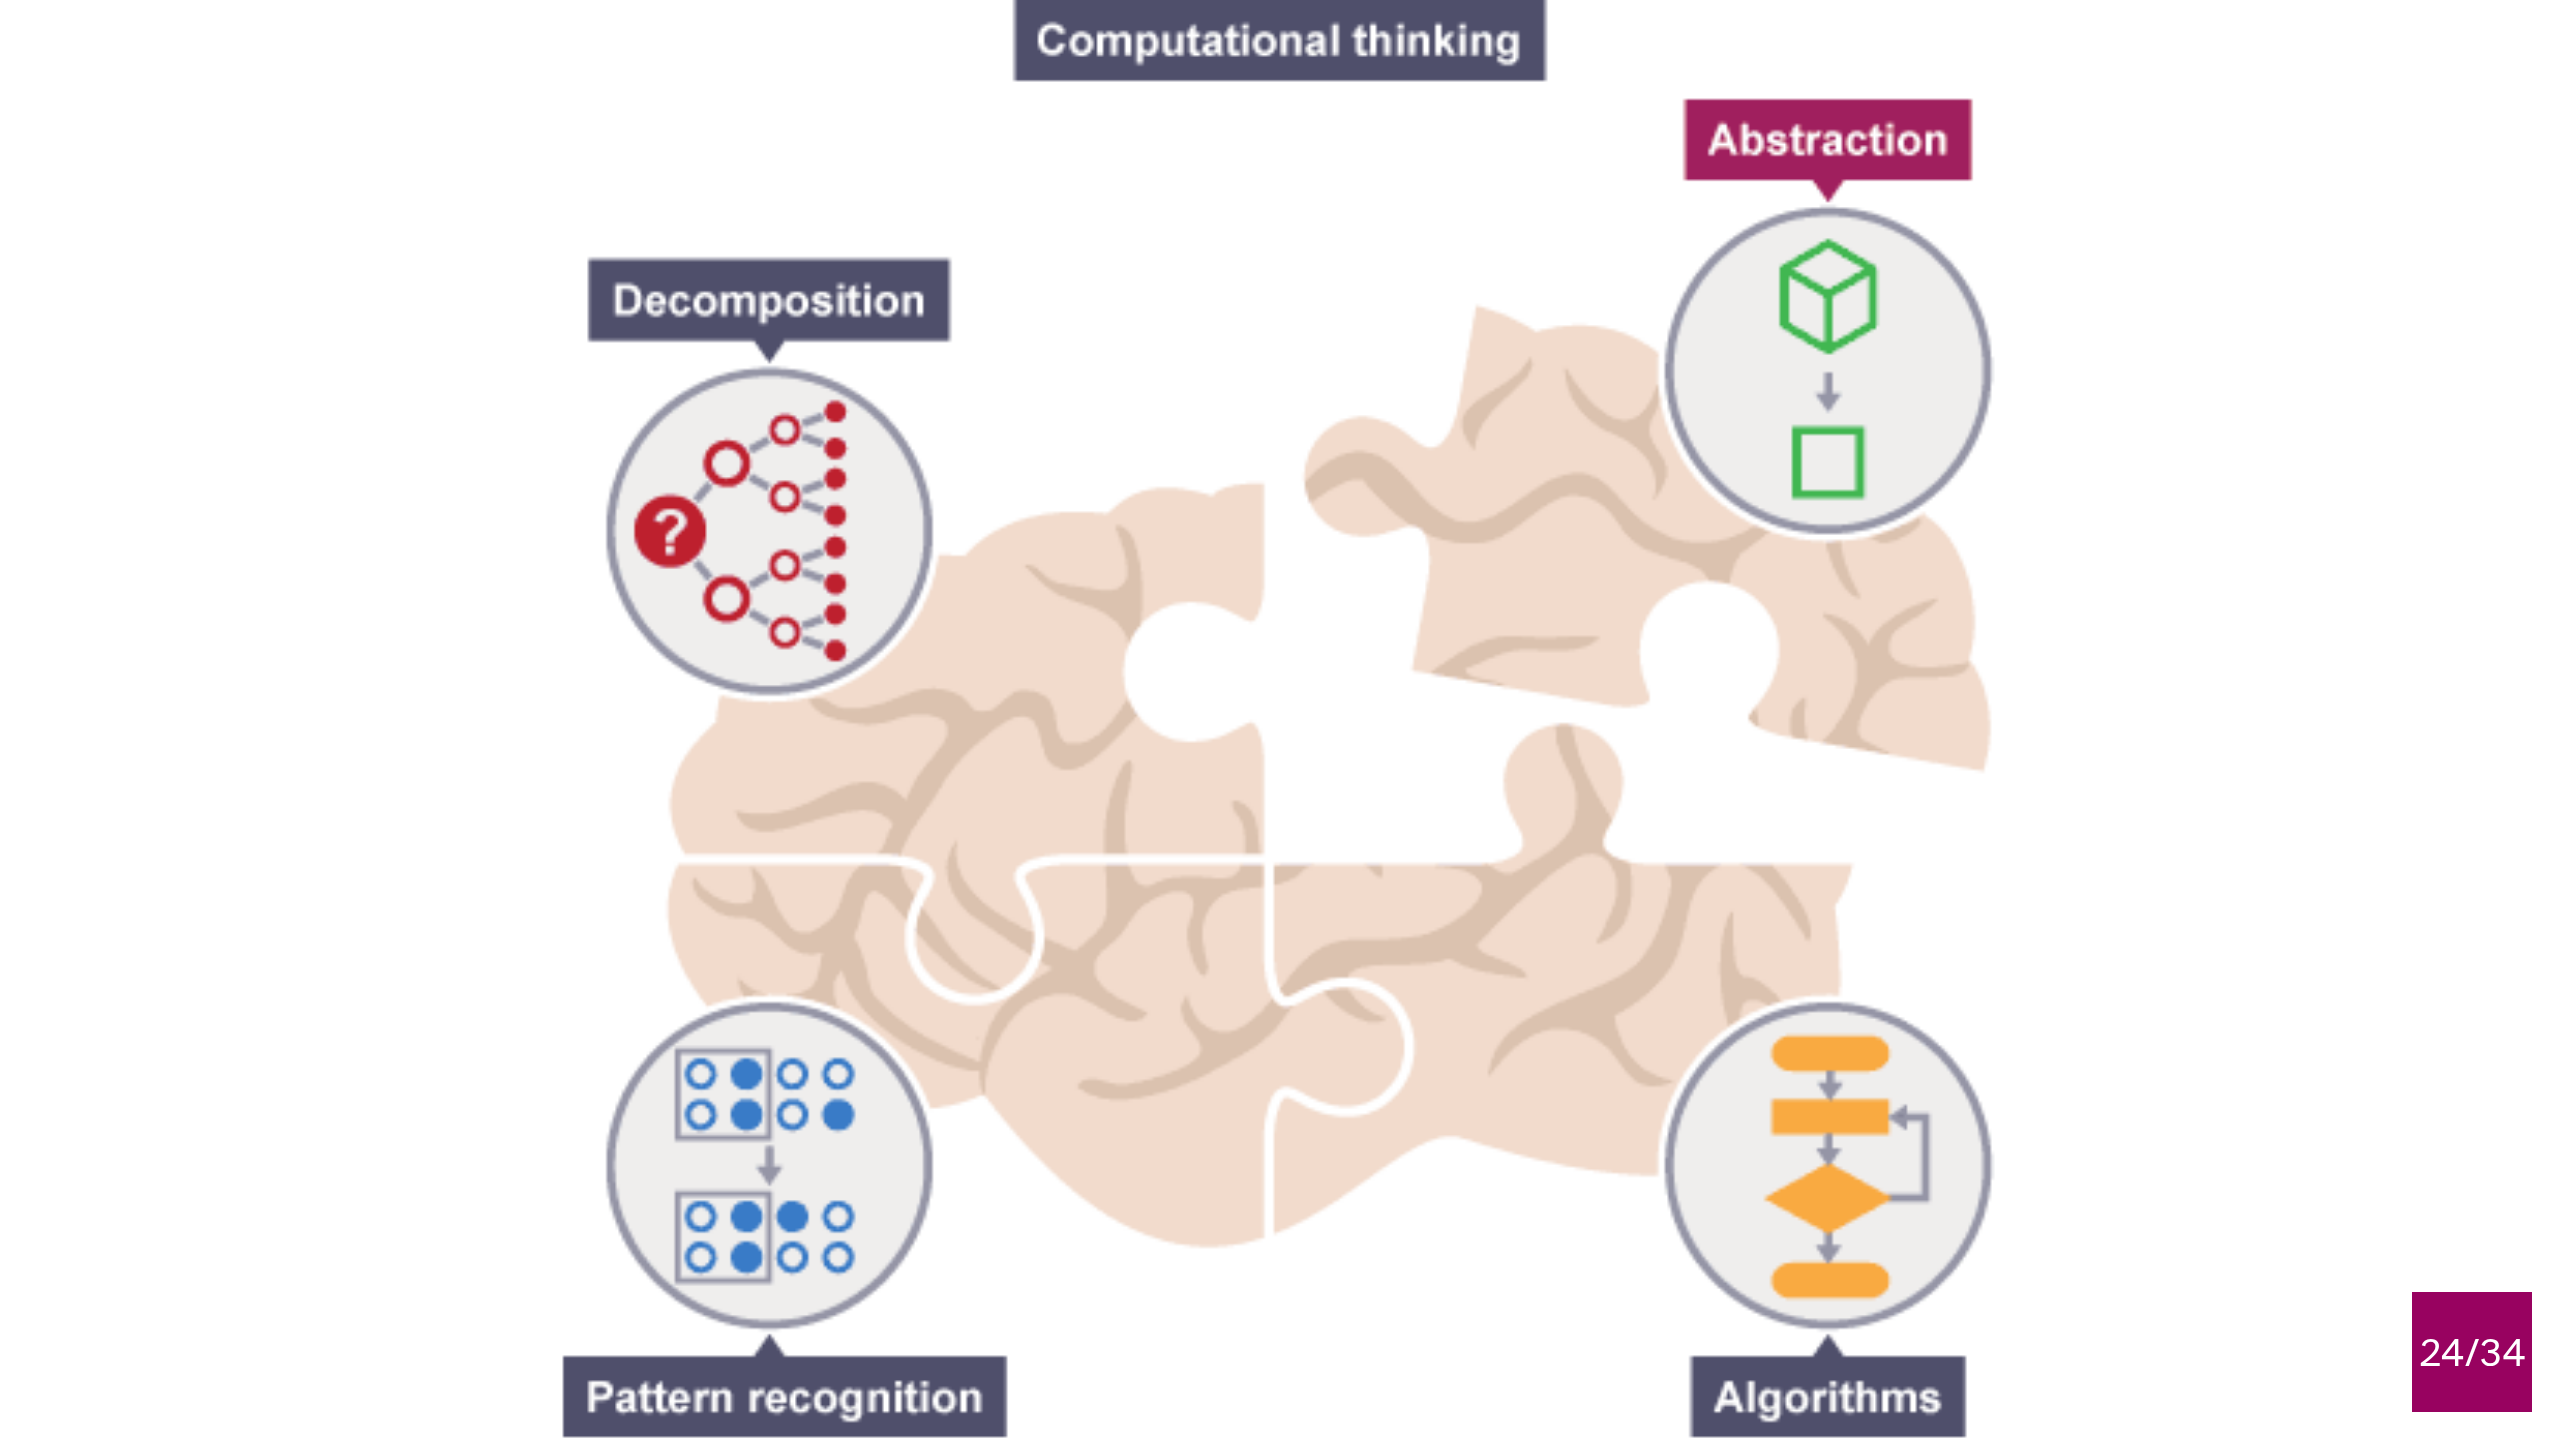 Computational thinking
Abstraction
Decomposition
?
Pattern recognition
Algorithms
24/34